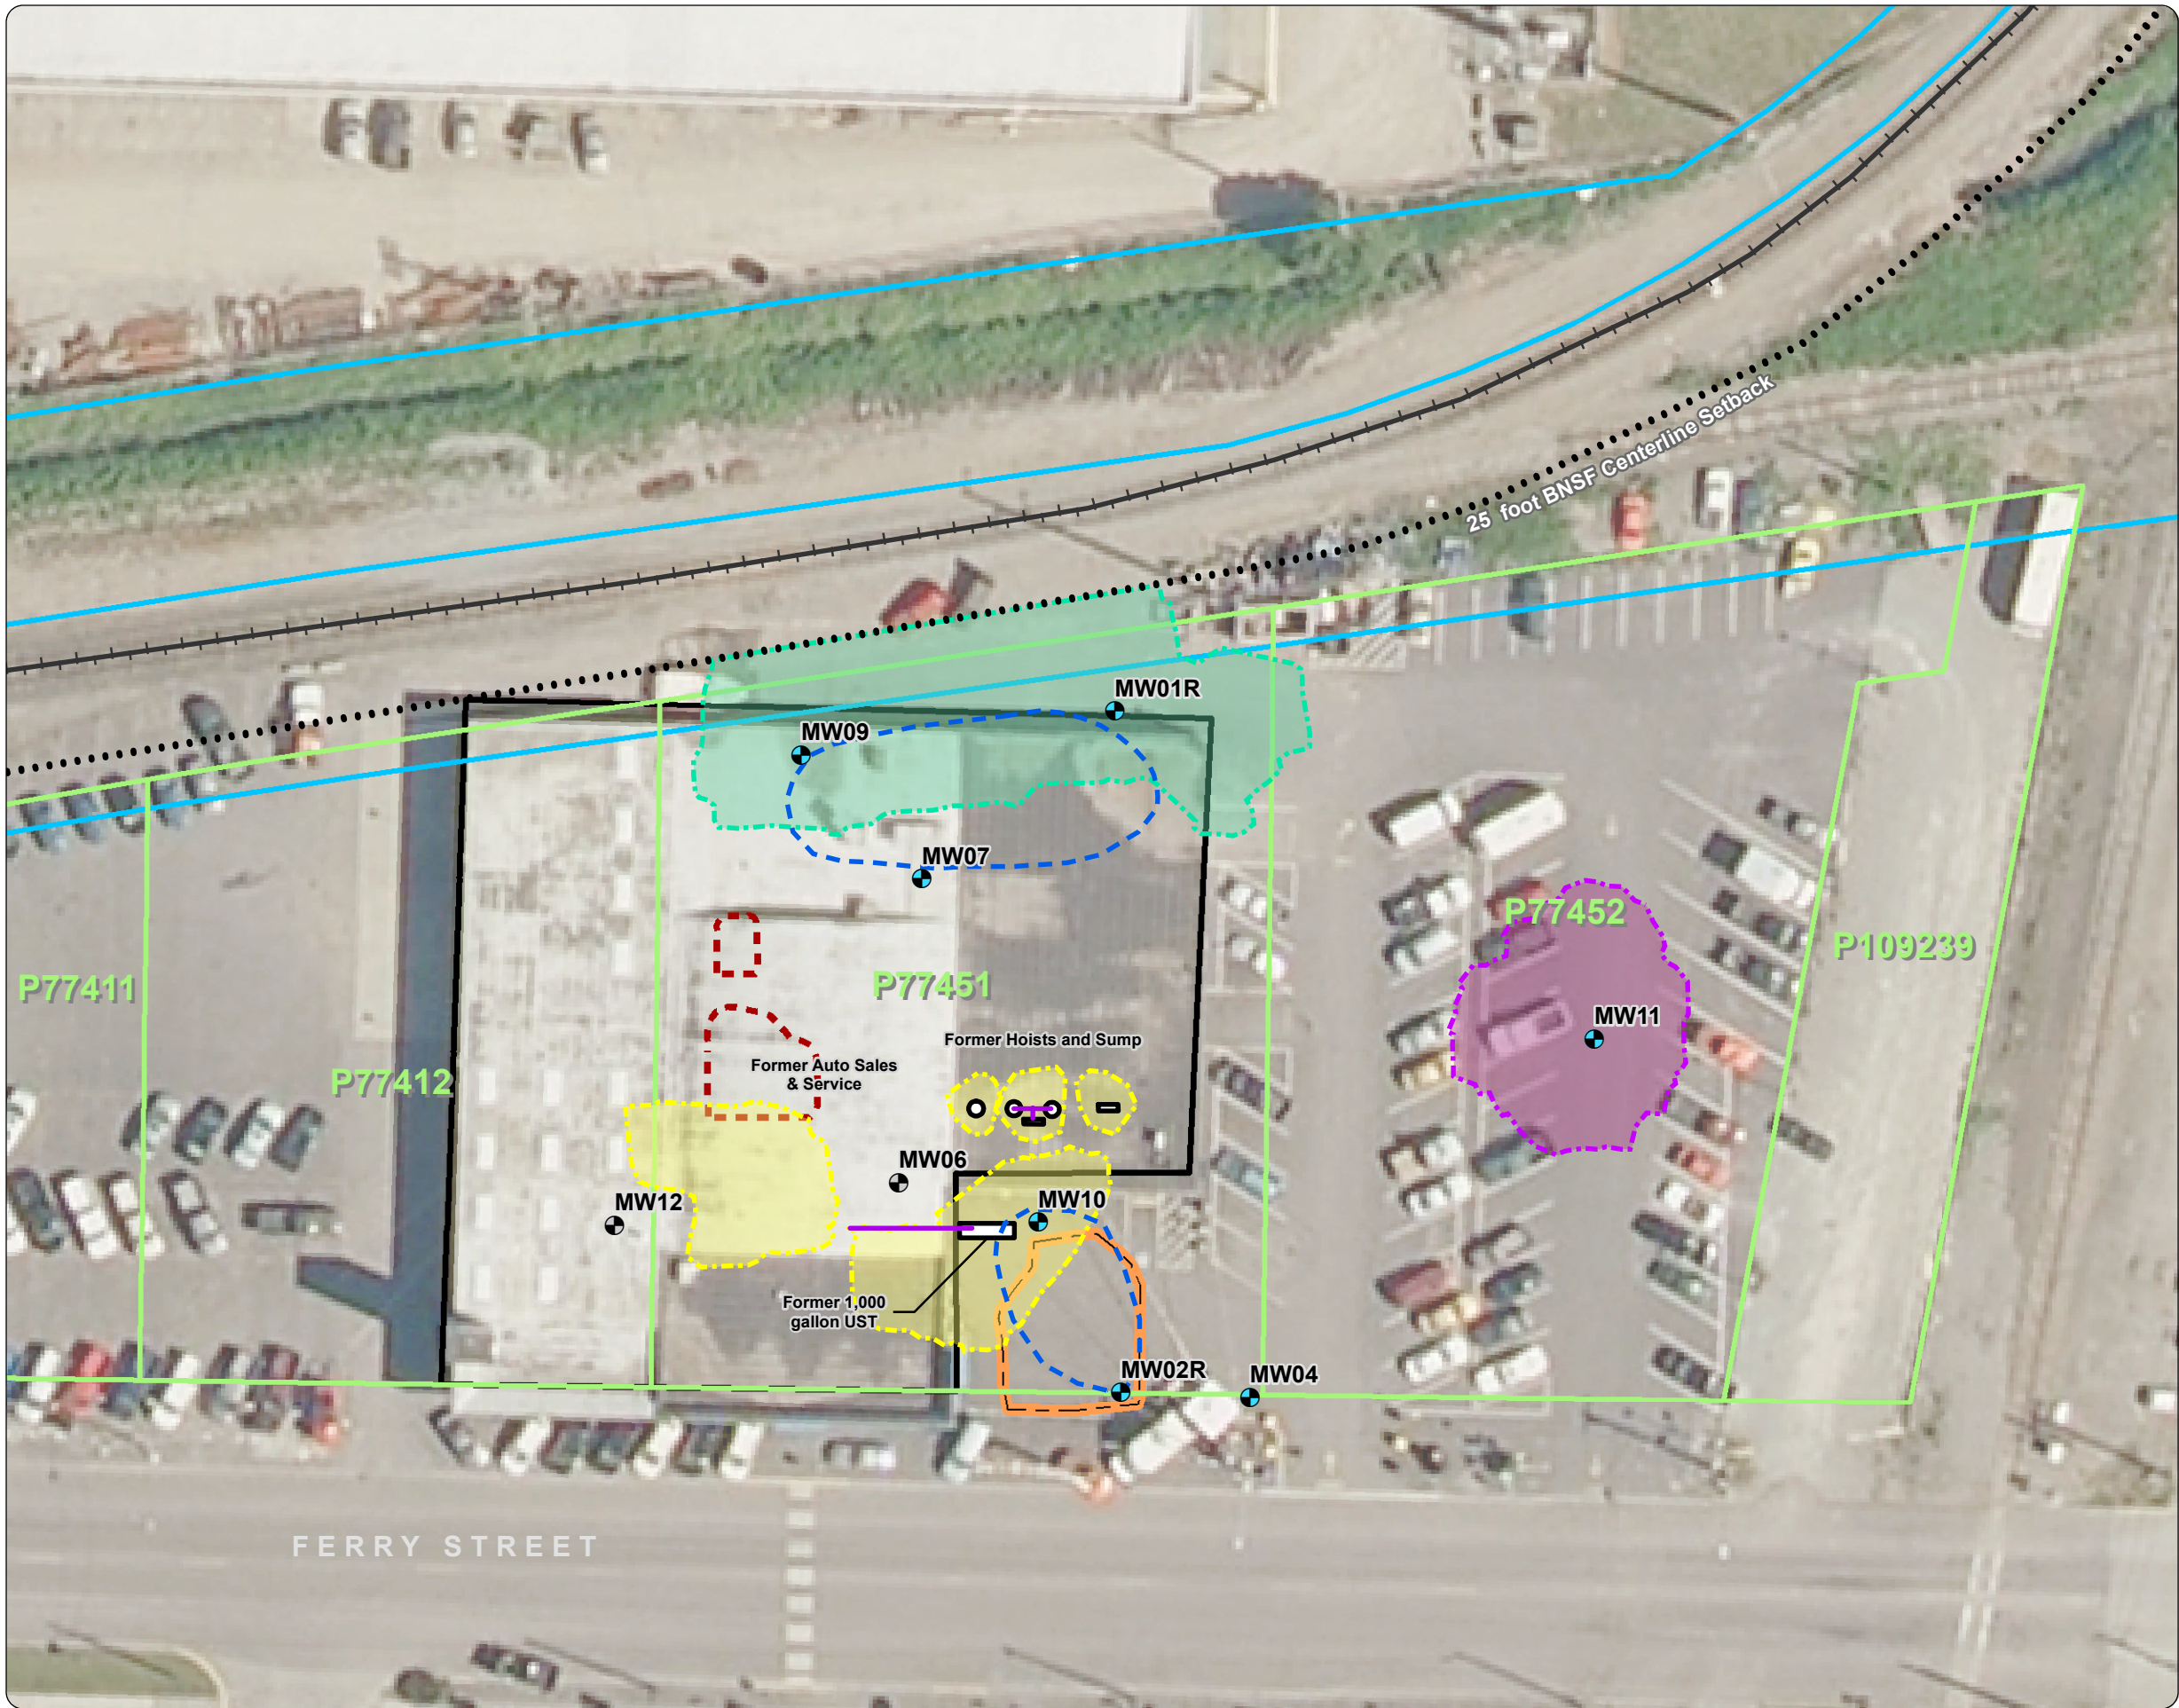 25 foot BNSF Centerline Setback
MW01R
MW09
MW07
P77452
P109239
P77411
P77451
MW11
Former Hoists and Sump
Former Auto Sales
& Service
P77412
MW06
MW12
MW10
Former 1,000
gallon UST
MW02R
MW04
FERRY STREET